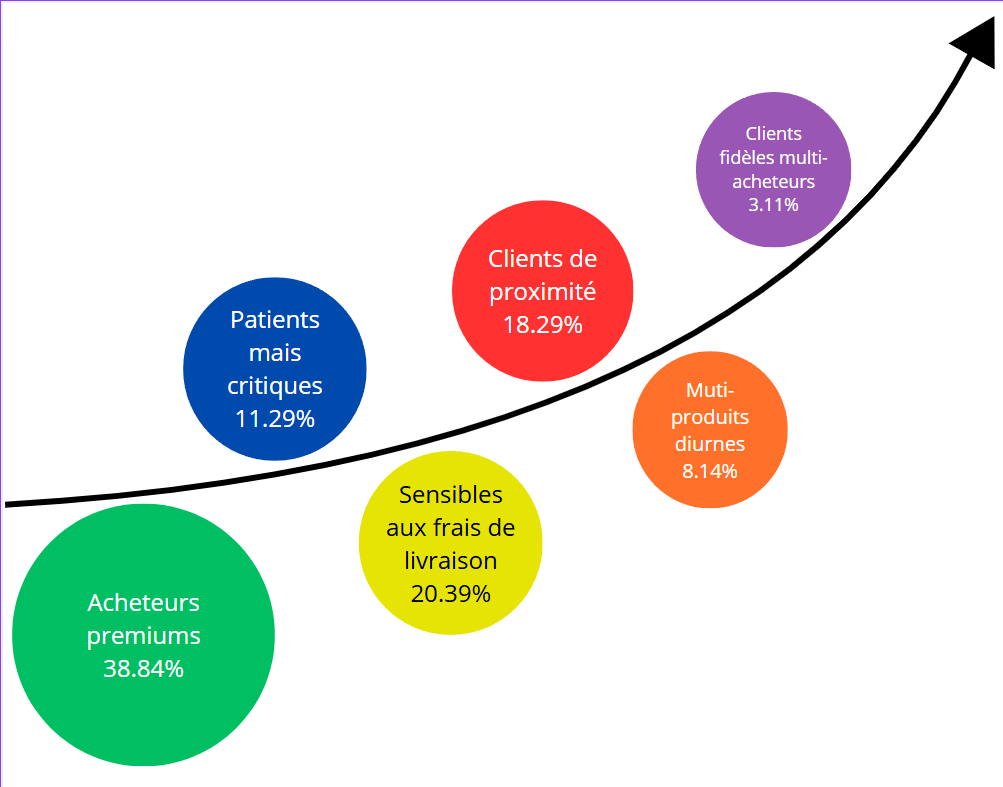 Clients
fidèles multi-
acheteurs
3.11%
Clients de
proximité
18.29%
Patients
mais
critiques
11.29%
Muti-
produits
diurnes
8.14%
Sensibles
aux frais de
livraison
20.39%
Acheteurs
premiums
38.84%